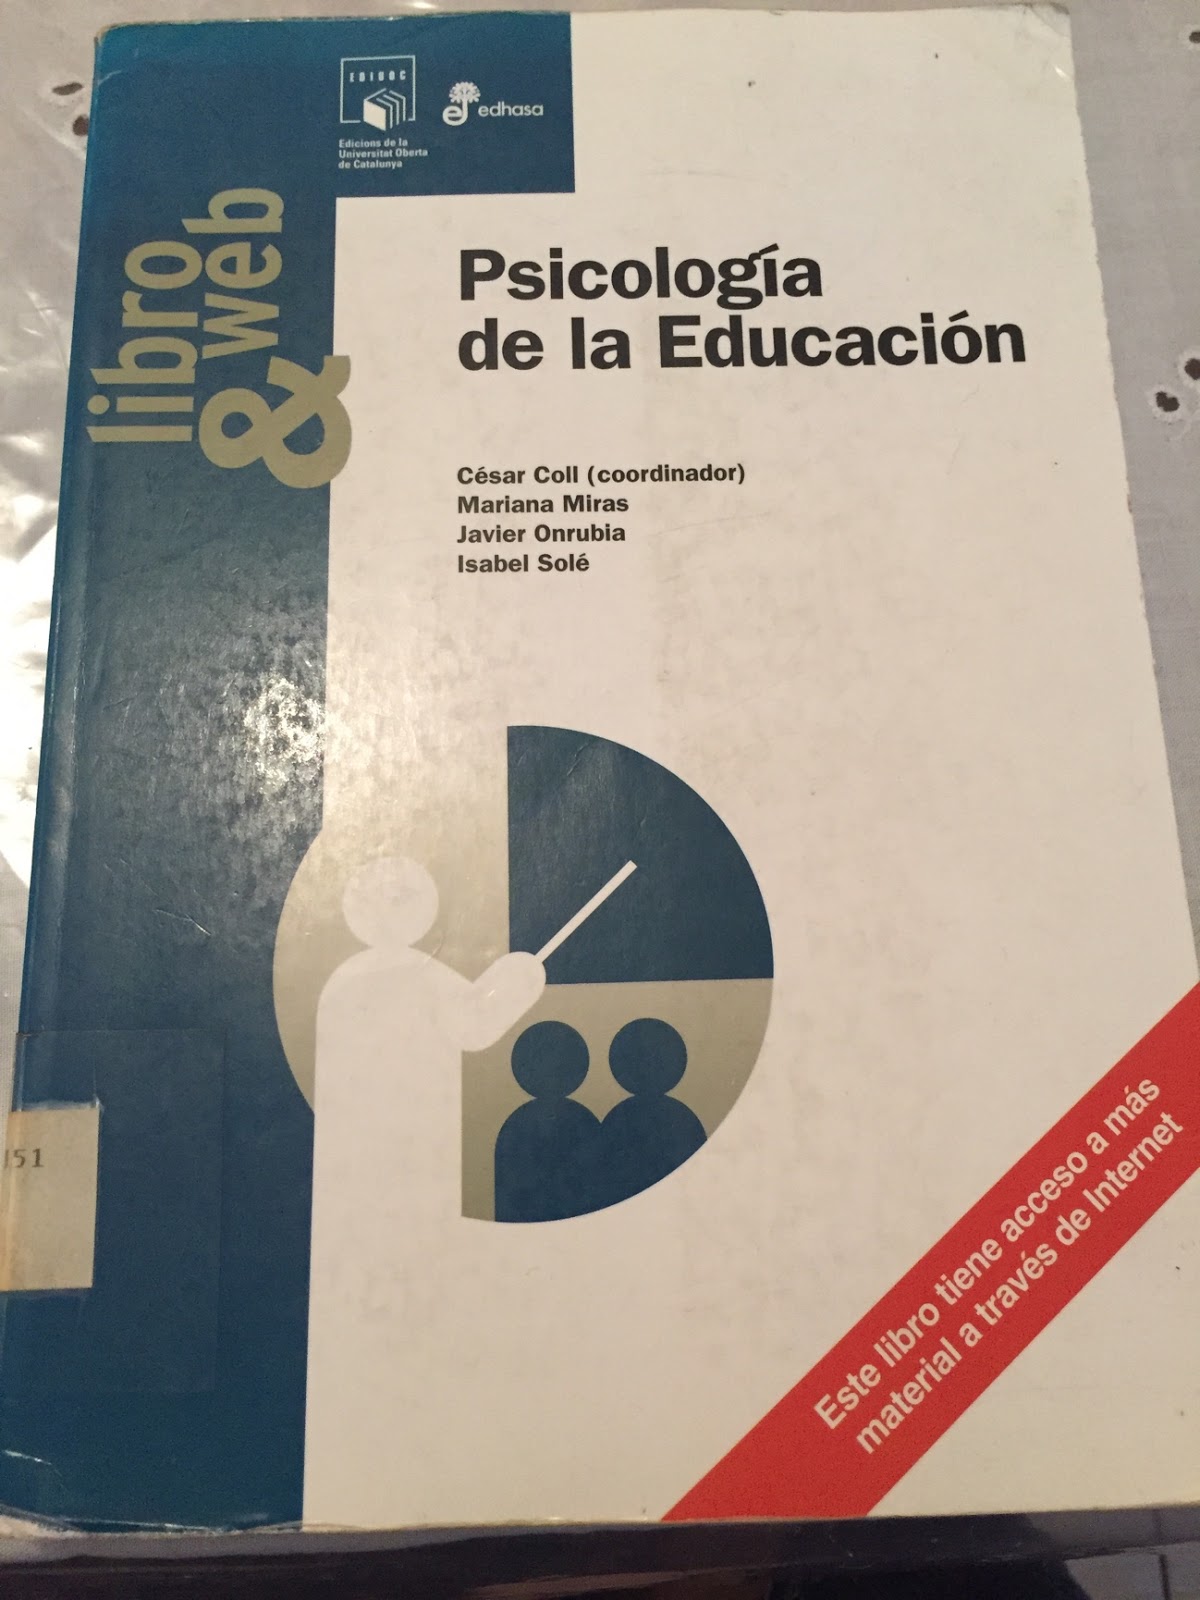 EDIUOC
Edicions de la
Universitat Oberta
de Catalunya
edhasa
libro
& web
Psicología
de la Educación
César Coll (coordinador)
Mariana Miras
Javier Onrubia
Isabel Solé
51
Este libro tiene acceso a más
material a través de Internet